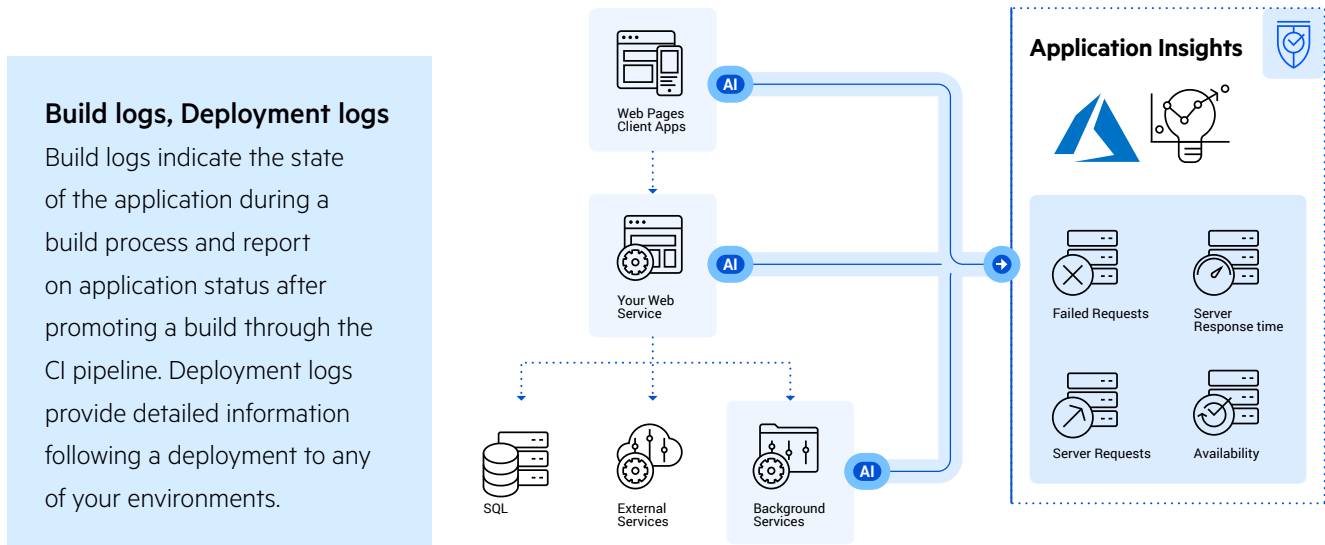 Build logs, Deployment logs
Build logs indicate the state
of the application during a
build process and report
on application status after
promoting a build through the
CI pipeline. Deployment logs
provide detailed information
following a deployment to any
of your environments.
Web Pages
Client Apps
AI
Your Web
Service
AI
SQL
External
Services
Background
Services
AI
Application Insights
Failed Requests
Server
Response time
Server Requests
Availability